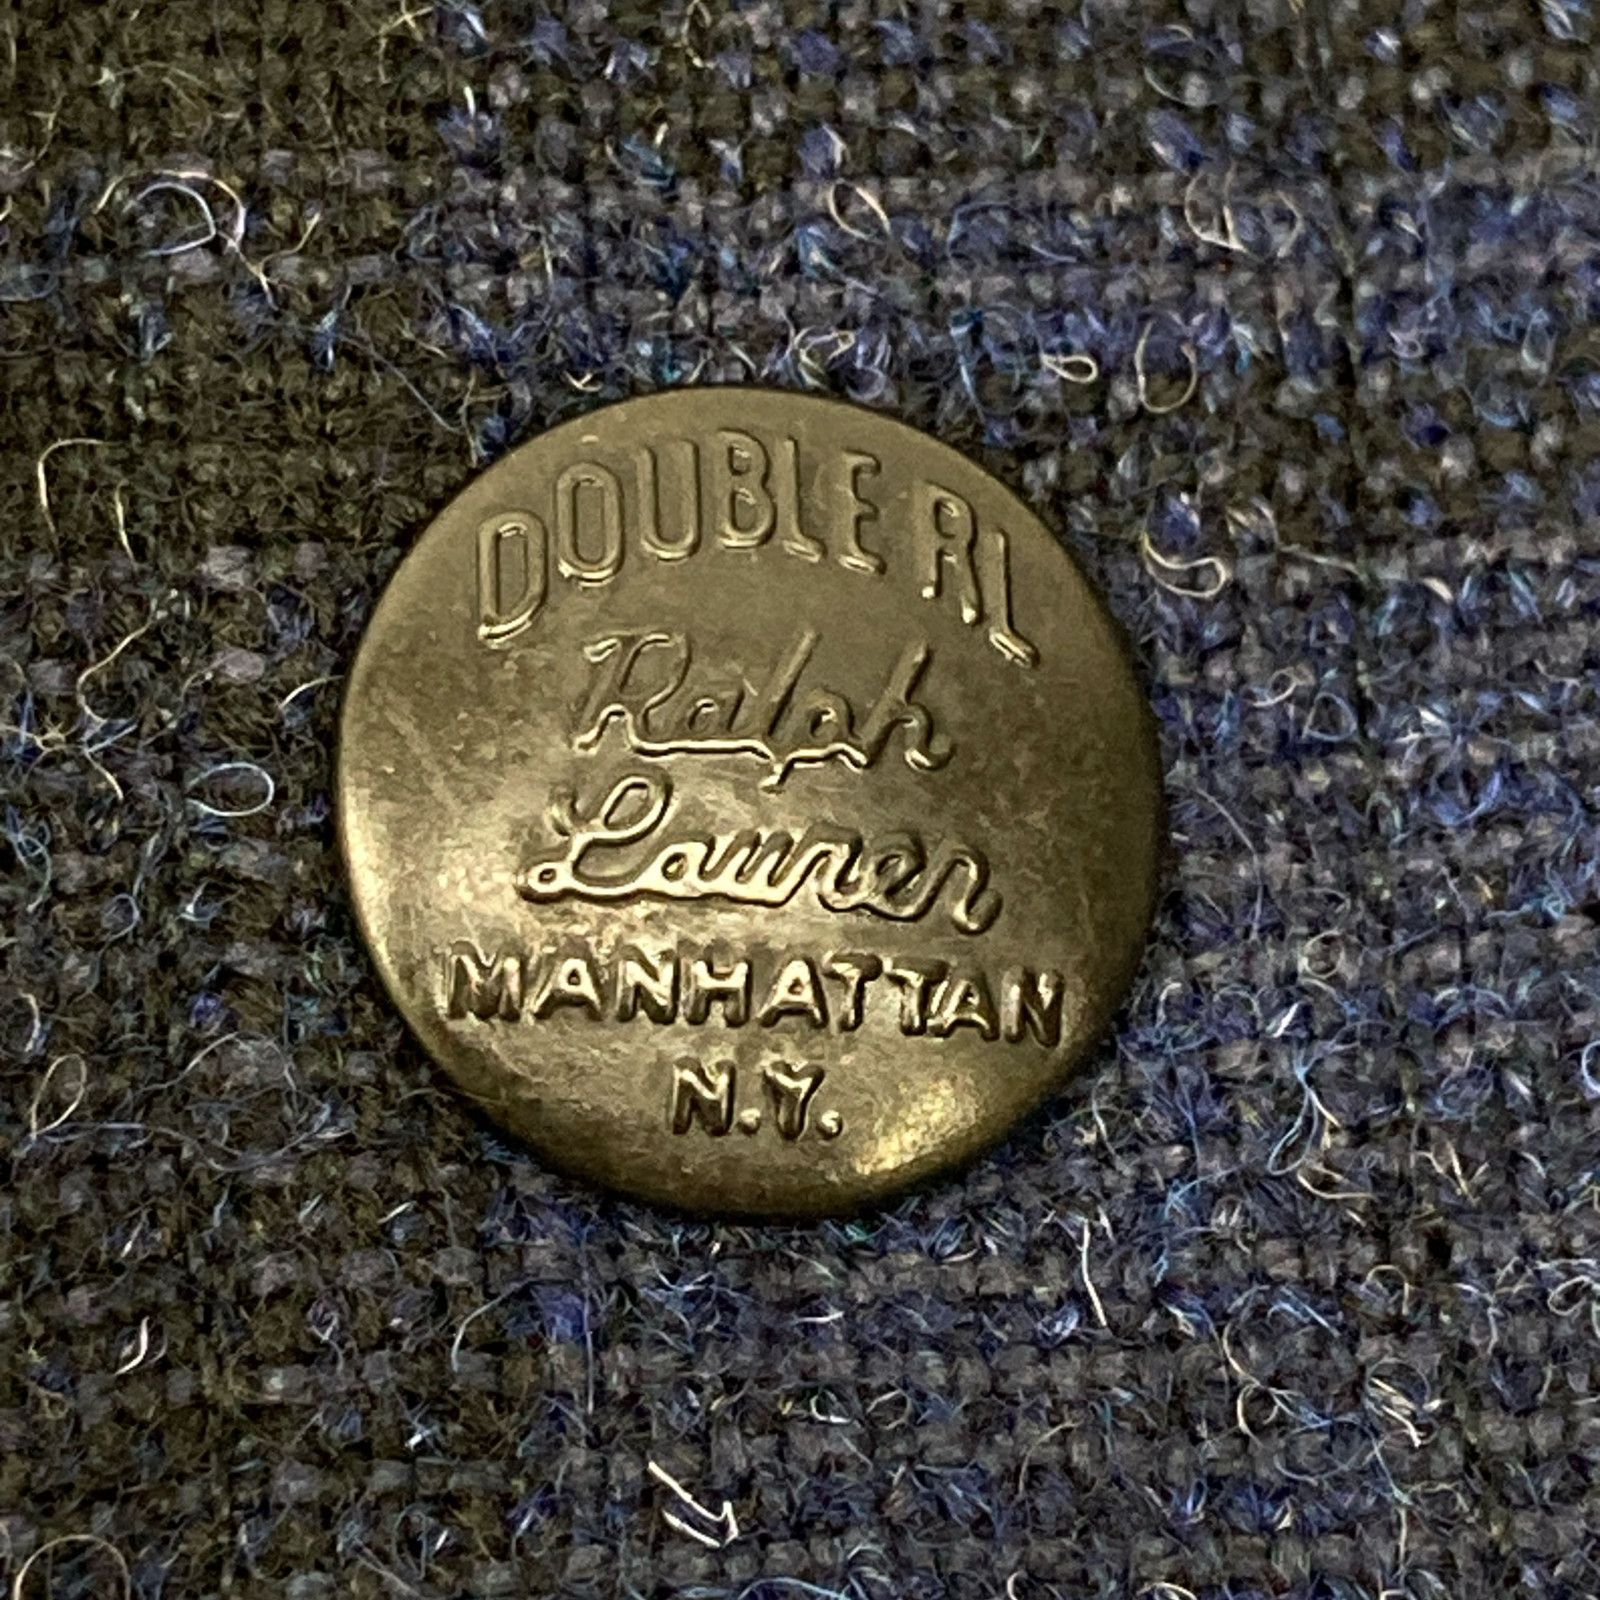 DOUBLE RL
Ralph
Lauren
MANHATTAN
N.Y.